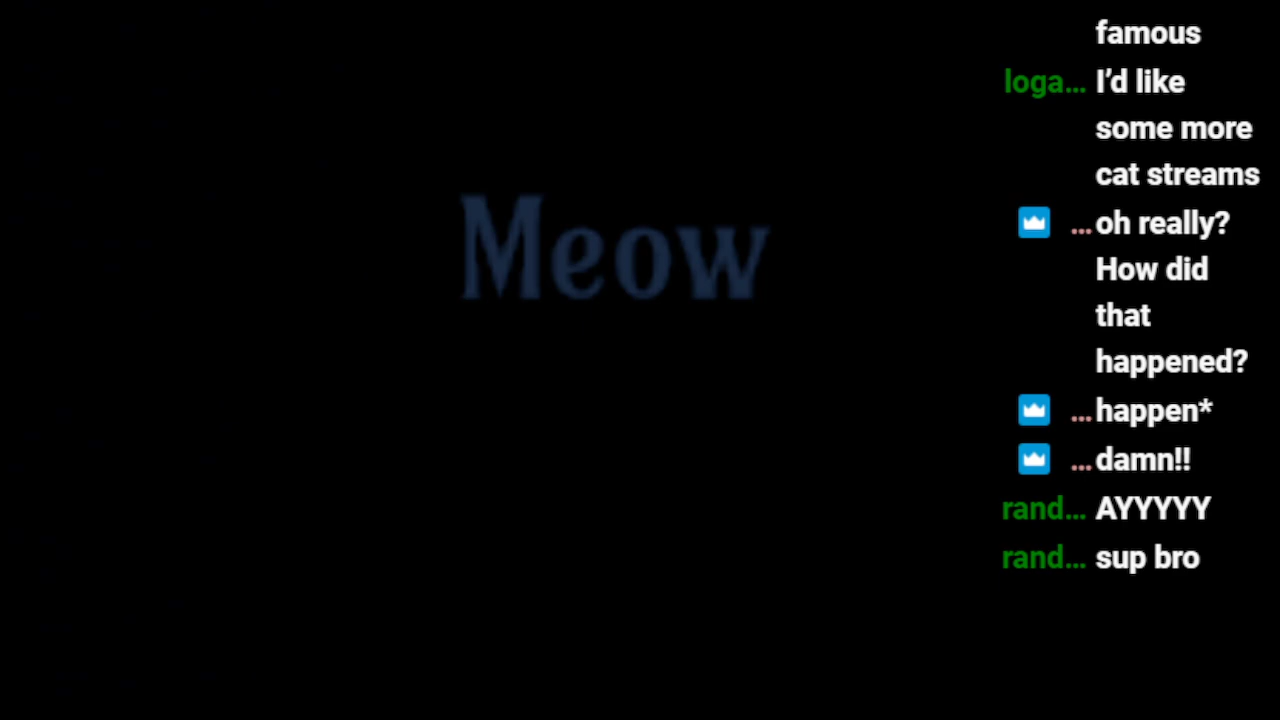 Meow
famous
loga... I'd like
some more
cat streams
...oh really?
How did
that
happened?
...happen*
...damn!!
rand... AYYYYY
rand... sup bro